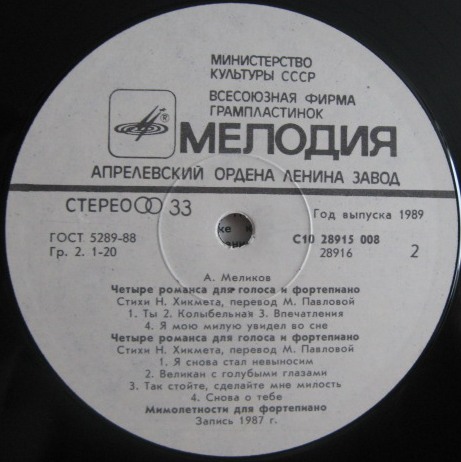 МИНИСТЕРСТВО
КУЛЬТУРЫ СССР
ВСЕСОЮЗНАЯ ФИРМА
ГРАМПЛАСТИНОК
МЕЛОДИЯ
®
АПРЕЛЕВСКИЙ ОРДЕНА ЛЕНИНА ЗАВОД
СТЕРЕО 33
Год выпуска 1989
ГОСТ 5289-88
Гр. 2. 1-20
С10 28915 008
28916
2
А. Меликов
Четыре романса для голоса и фортепиано
Стихи Н. Хикмета, перевод М. Павловой
1. Ты 2. Колыбельная 3. Впечатления
4. Я мою милую увидел во сне
Четыре романса для голоса и фортепиано
Стихи Н. Хикмета, перевод М. Павловой
1. Я снова стал невыносим
2. Великан с голубыми глазами
3. Так стойте, сделайте мне милость
4. Снова о тебе
Мимолетности для фортепиано
Запись 1987 г.